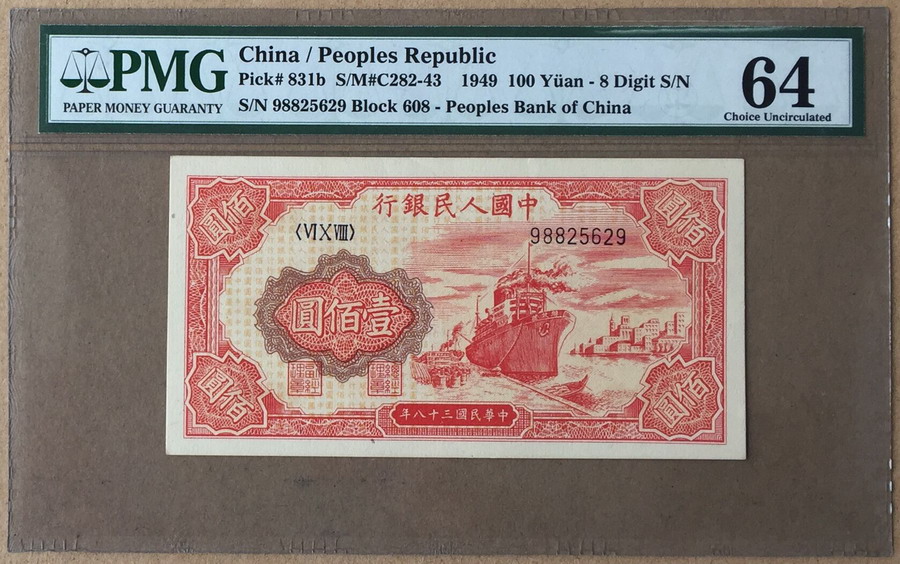 PMG
PAPER MONEY GUARANTY
China / Peoples Republic
Pick# 831b S/M#C282-43 1949 100 Yüan - 8 Digit S/N
S/N 98825629 Block 608 - Peoples Bank of China
64
Choice Uncirculated
行銀民人國中
圓佰
圓佰
〈ⅥⅩⅧ〉
98825629
圓佰壹
圓佰
圓佰
年八十三國民華中